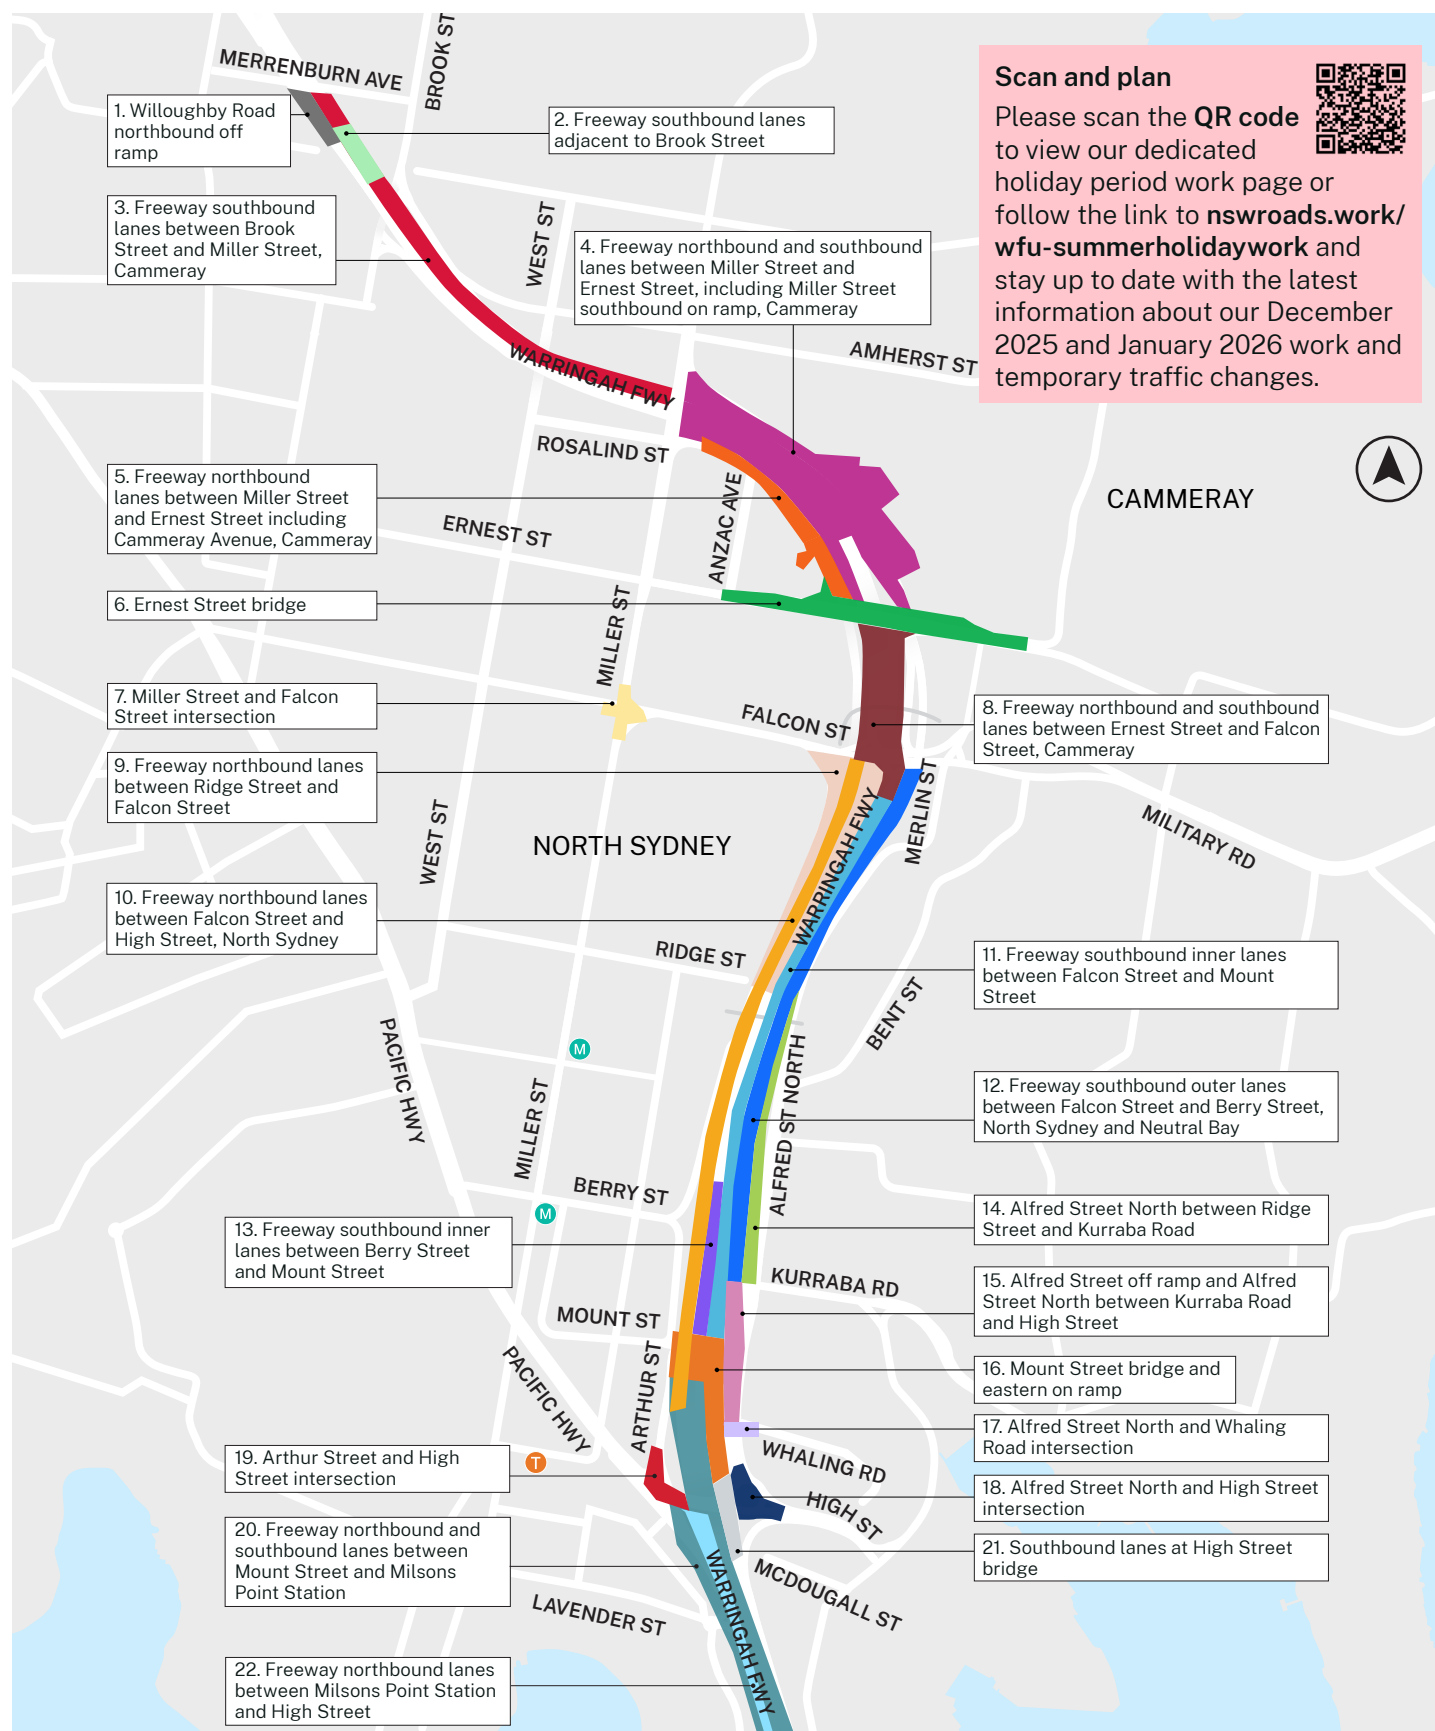 MERRENBURN AVE
BROOK ST
Scan and plan
Please scan the QR code
to view our dedicated
holiday period work page or
follow the link to nswroads.work/
wfu-summerholidaywork and
stay up to date with the latest
information about our December
2025 and January 2026 work and
temporary traffic changes.
1. Willoughby Road
northbound off
ramp
2. Freeway southbound lanes
adjacent to Brook Street
3. Freeway southbound
lanes between Brook
Street and Miller Street,
Cammeray
WEST ST
4. Freeway northbound and southbound
lanes between Miller Street and
Ernest Street, including Miller Street
southbound on ramp, Cammeray
WARRINGAH FWY
AMHERST ST
ROSALIND ST
5. Freeway northbound
lanes between Miller Street
and Ernest Street including
Cammeray Avenue, Cammeray
ANZAC AVE
CAMMERAY
ERNEST ST
6. Ernest Street bridge
MILLER ST
7. Miller Street and Falcon
Street intersection
FALCON ST
8. Freeway northbound and southbound
lanes between Ernest Street and Falcon
Street, Cammeray
9. Freeway northbound lanes
between Ridge Street and
Falcon Street
WEST ST
NORTH SYDNEY
WARRINGAH FWY
MERLIN ST
MILITARY RD
10. Freeway northbound lanes
between Falcon Street and
High Street, North Sydney
RIDGE ST
11. Freeway southbound inner lanes
between Falcon Street and Mount
Street
BENT ST
PACIFIC HWY
M
MILLER ST
ALFRED ST NORTH
12. Freeway southbound outer lanes
between Falcon Street and Berry Street,
North Sydney and Neutral Bay
BERRY ST
M
13. Freeway southbound inner
lanes between Berry Street
and Mount Street
14. Alfred Street North between Ridge
Street and Kurraba Road
KURRABA RD
15. Alfred Street off ramp and Alfred
Street North between Kurraba Road
and High Street
MOUNT ST
PACIFIC HWY
ARTHUR ST
16. Mount Street bridge and
eastern on ramp
17. Alfred Street North and Whaling
Road intersection
WHALING RD
19. Arthur Street and High
Street intersection
T
18. Alfred Street North and High Street
intersection
HIGH ST
20. Freeway northbound and
southbound lanes between
Mount Street and Milsons
Point Station
21. Southbound lanes at High Street
bridge
MCDOUGALL ST
LAVENDER ST
WARRINGAH FWY
22. Freeway northbound lanes
between Milsons Point Station
and High Street